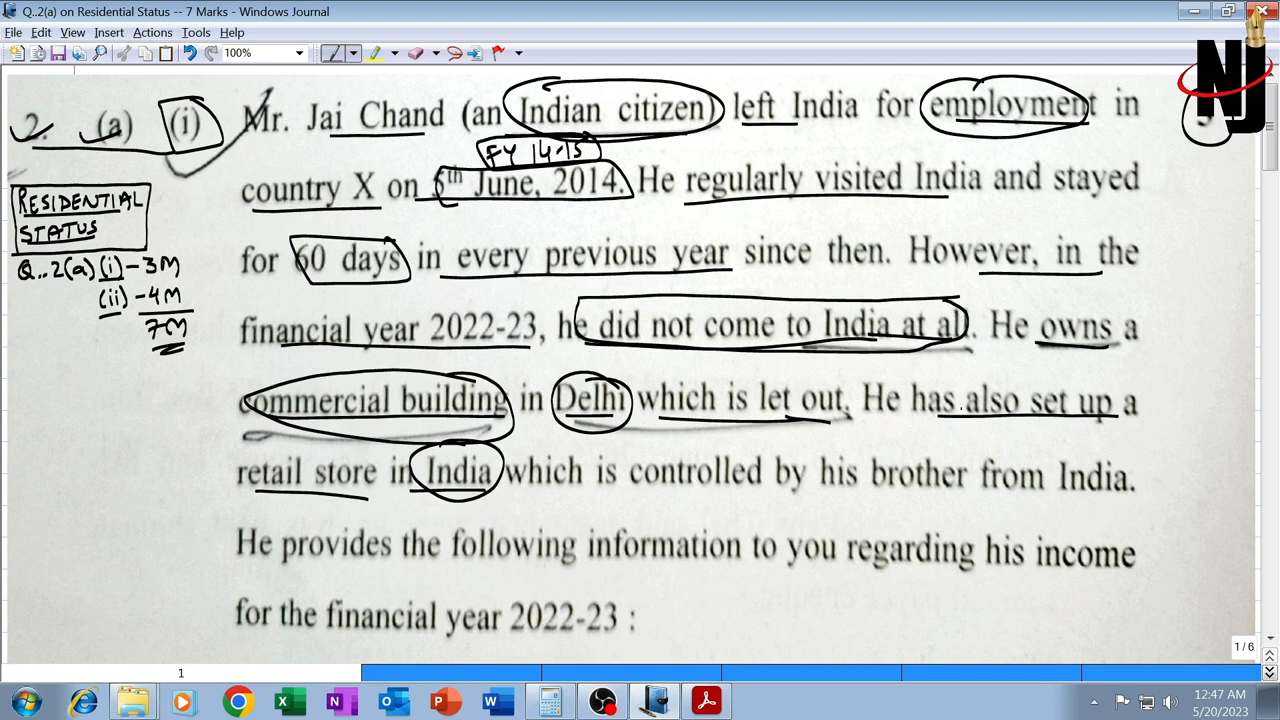 Q..2(a) on Residential Status -- 7 Marks - Windows Journal
File Edit View Insert Actions Tools Help
100%
NJ
2. (a) (i) Mr. Jai Chand (an Indian citizen) left India for employment in
FY 14-15
country X on 5th June, 2014. He regularly visited India and stayed
for 60 days in every previous year since then. However, in the
financial year 2022-23, he did not come to India at all. He owns a
commercial building in Delhi which is let out. He has also set up a
retail store in India which is controlled by his brother from India.
He provides the following information to you regarding his income
for the financial year 2022-23 :
RESIDENTIAL
STATUS
Q..2(a) (i) - 3M
(ii) - 4M
7M
1 / 6
1
12:47 AM
5/20/2023